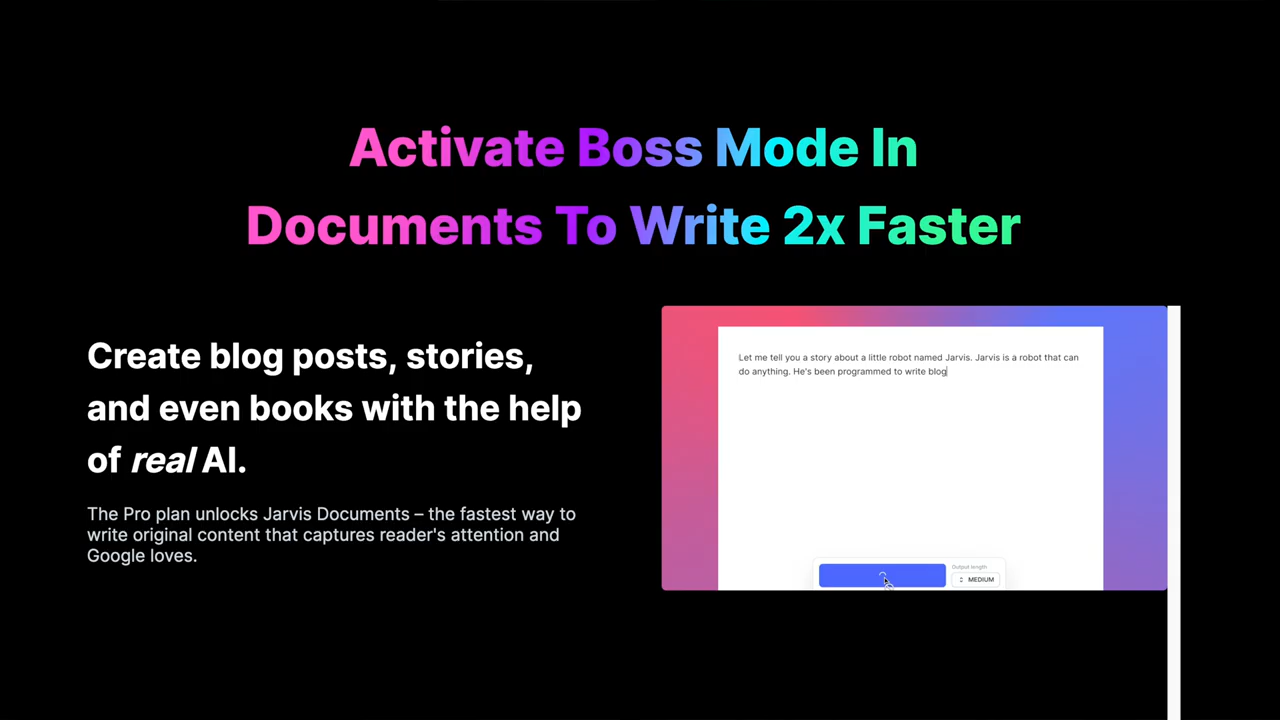 Activate Boss Mode In
Documents To Write 2x Faster
Create blog posts, stories,
and even books with the help
of real AI.
The Pro plan unlocks Jarvis Documents – the fastest way to
write original content that captures reader's attention and
Google loves.
Let me tell you a story about a little robot named Jarvis. Jarvis is a robot that can
do anything. He's been programmed to write blog
Output length
MEDIUM